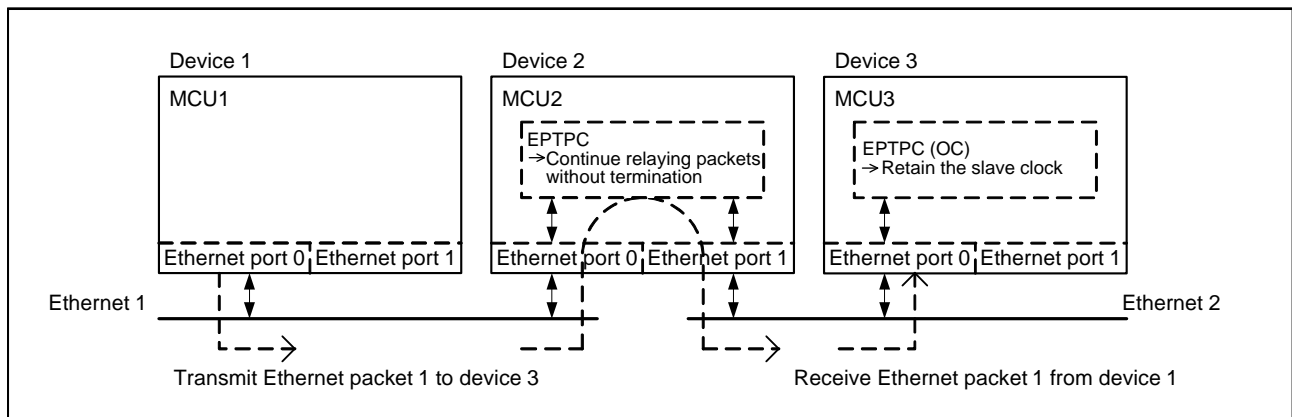 Device 1
Device 2
Device 3
MCU1
MCU2
MCU3
EPTPC
→Continue relaying packets
without termination
EPTPC (OC)
→ Retain the slave clock
Ethernet port 0
Ethernet port 1
Ethernet port 0
Ethernet port 1
Ethernet port 0
Ethernet port 1
Ethernet 1
Ethernet 2
Transmit Ethernet packet 1 to device 3
Receive Ethernet packet 1 from device 1